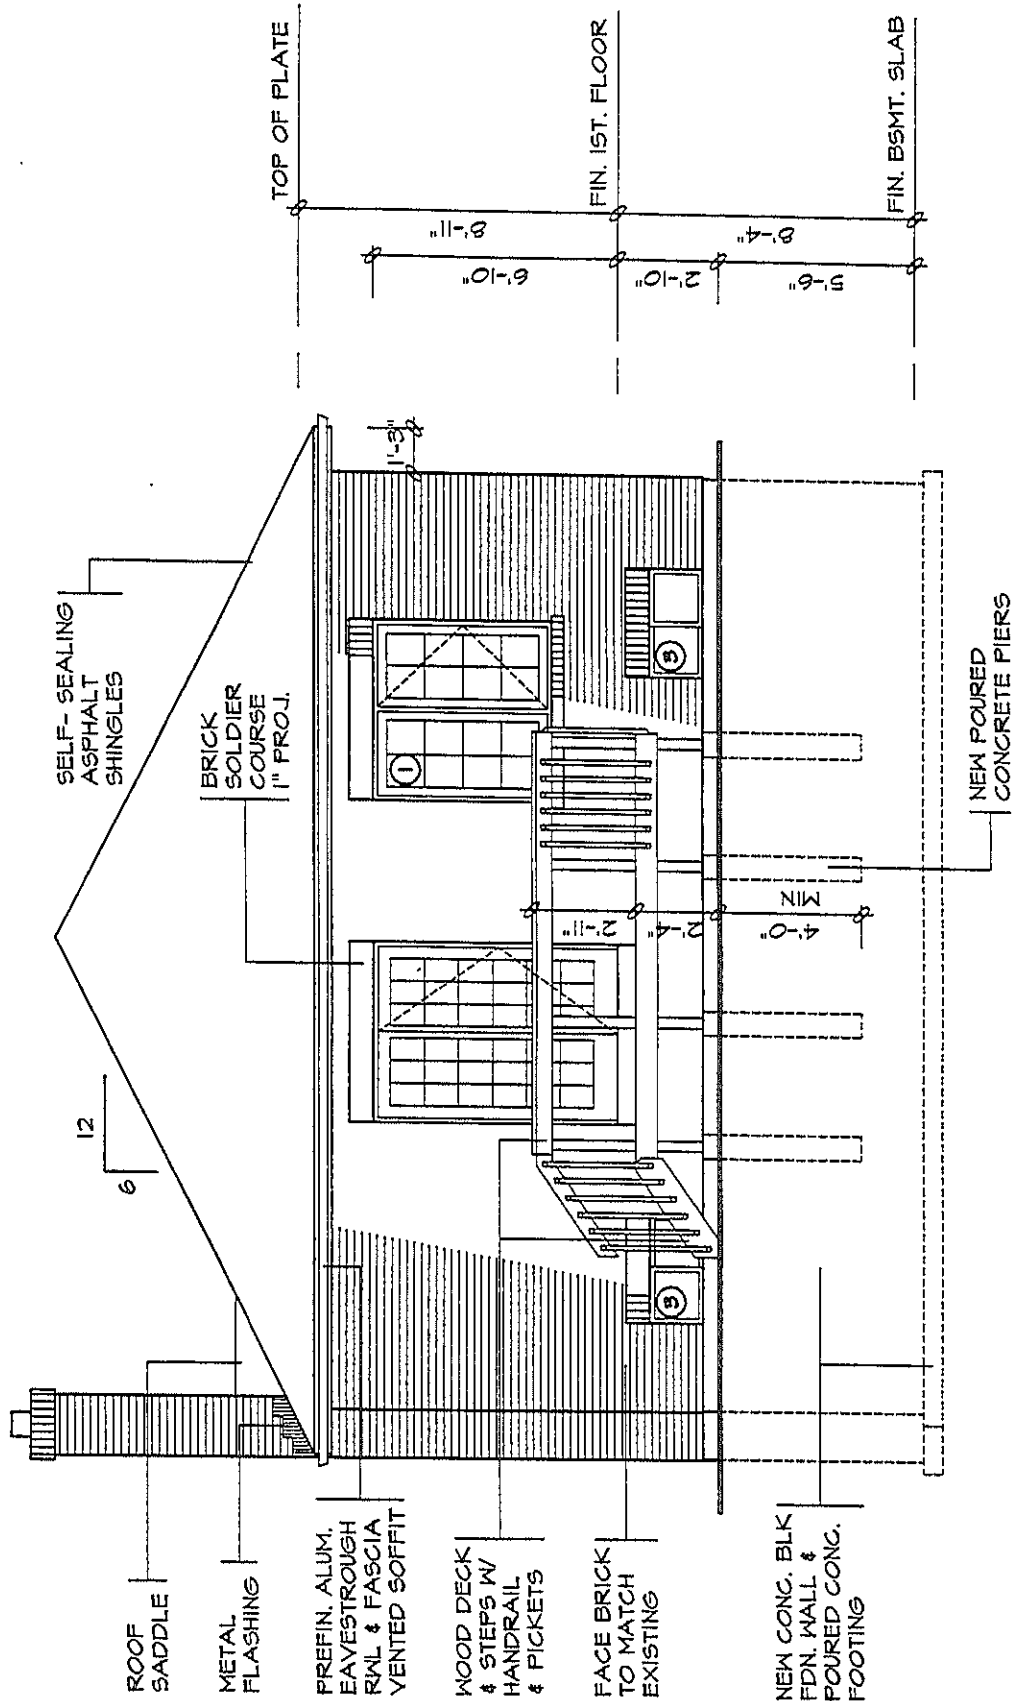 ROOF
SADDLE
METAL
FLASHING
PREFIN. ALUM.
EAVESTROUGH
RWL & FASCIA
VENTED SOFFIT
WOOD DECK
& STEPS W/
HANDRAIL
& PICKETS
FACE BRICK
TO MATCH
EXISTING
NEW CONC. BLK
FDN. WALL &
POURED CONC.
FOOTING
12
6
SELF- SEALING
ASPHALT
SHINGLES
BRICK
SOLDIER
COURSE
1" PROJ.
1
3
3
2'-11"
2'-4"
4'-0"
MIN
1'-3"
NEW POURED
CONCRETE PIERS
TOP OF PLATE
8'-11"
6'-10"
FIN. 1ST. FLOOR
2'-10"
8'-4"
5'-6"
FIN. BSMT. SLAB